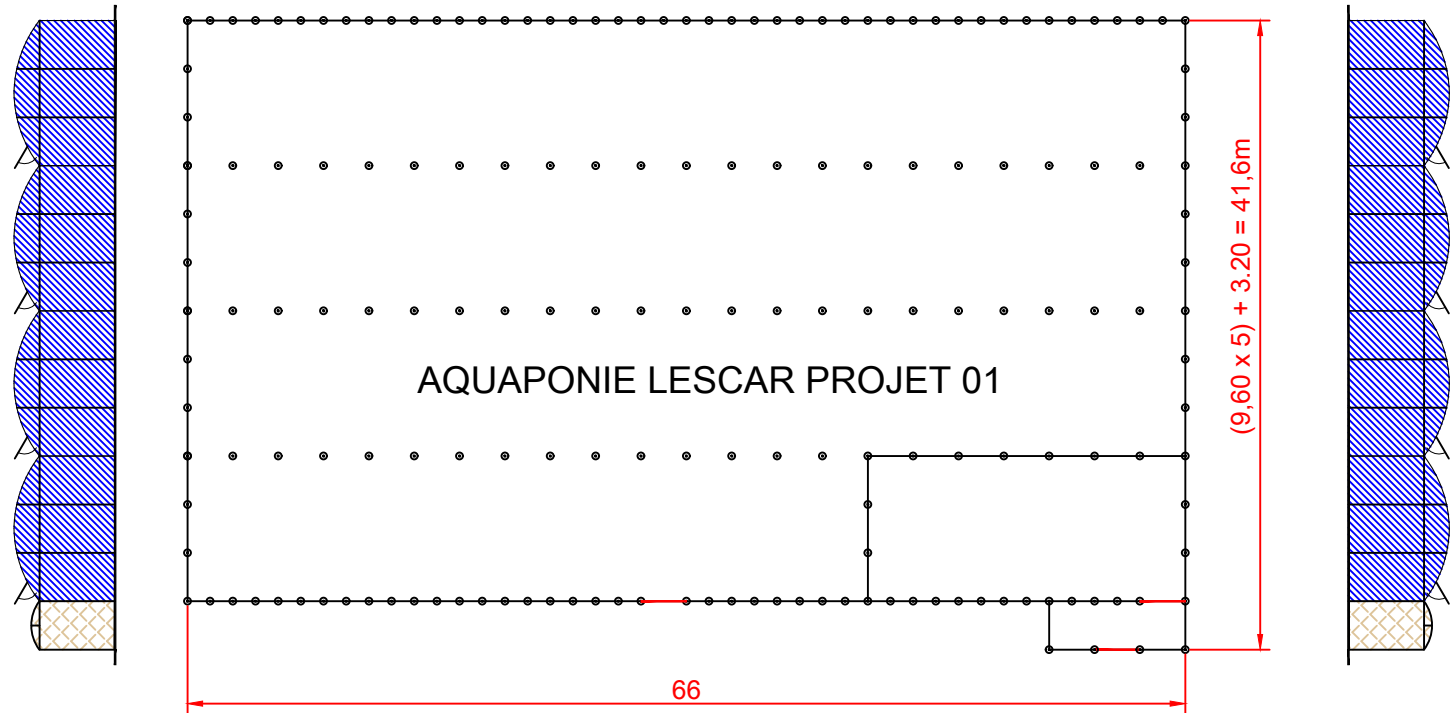 (9,60 x 5) + 3.20 = 41,6m
AQUAPONIE LESCAR PROJET 01
66